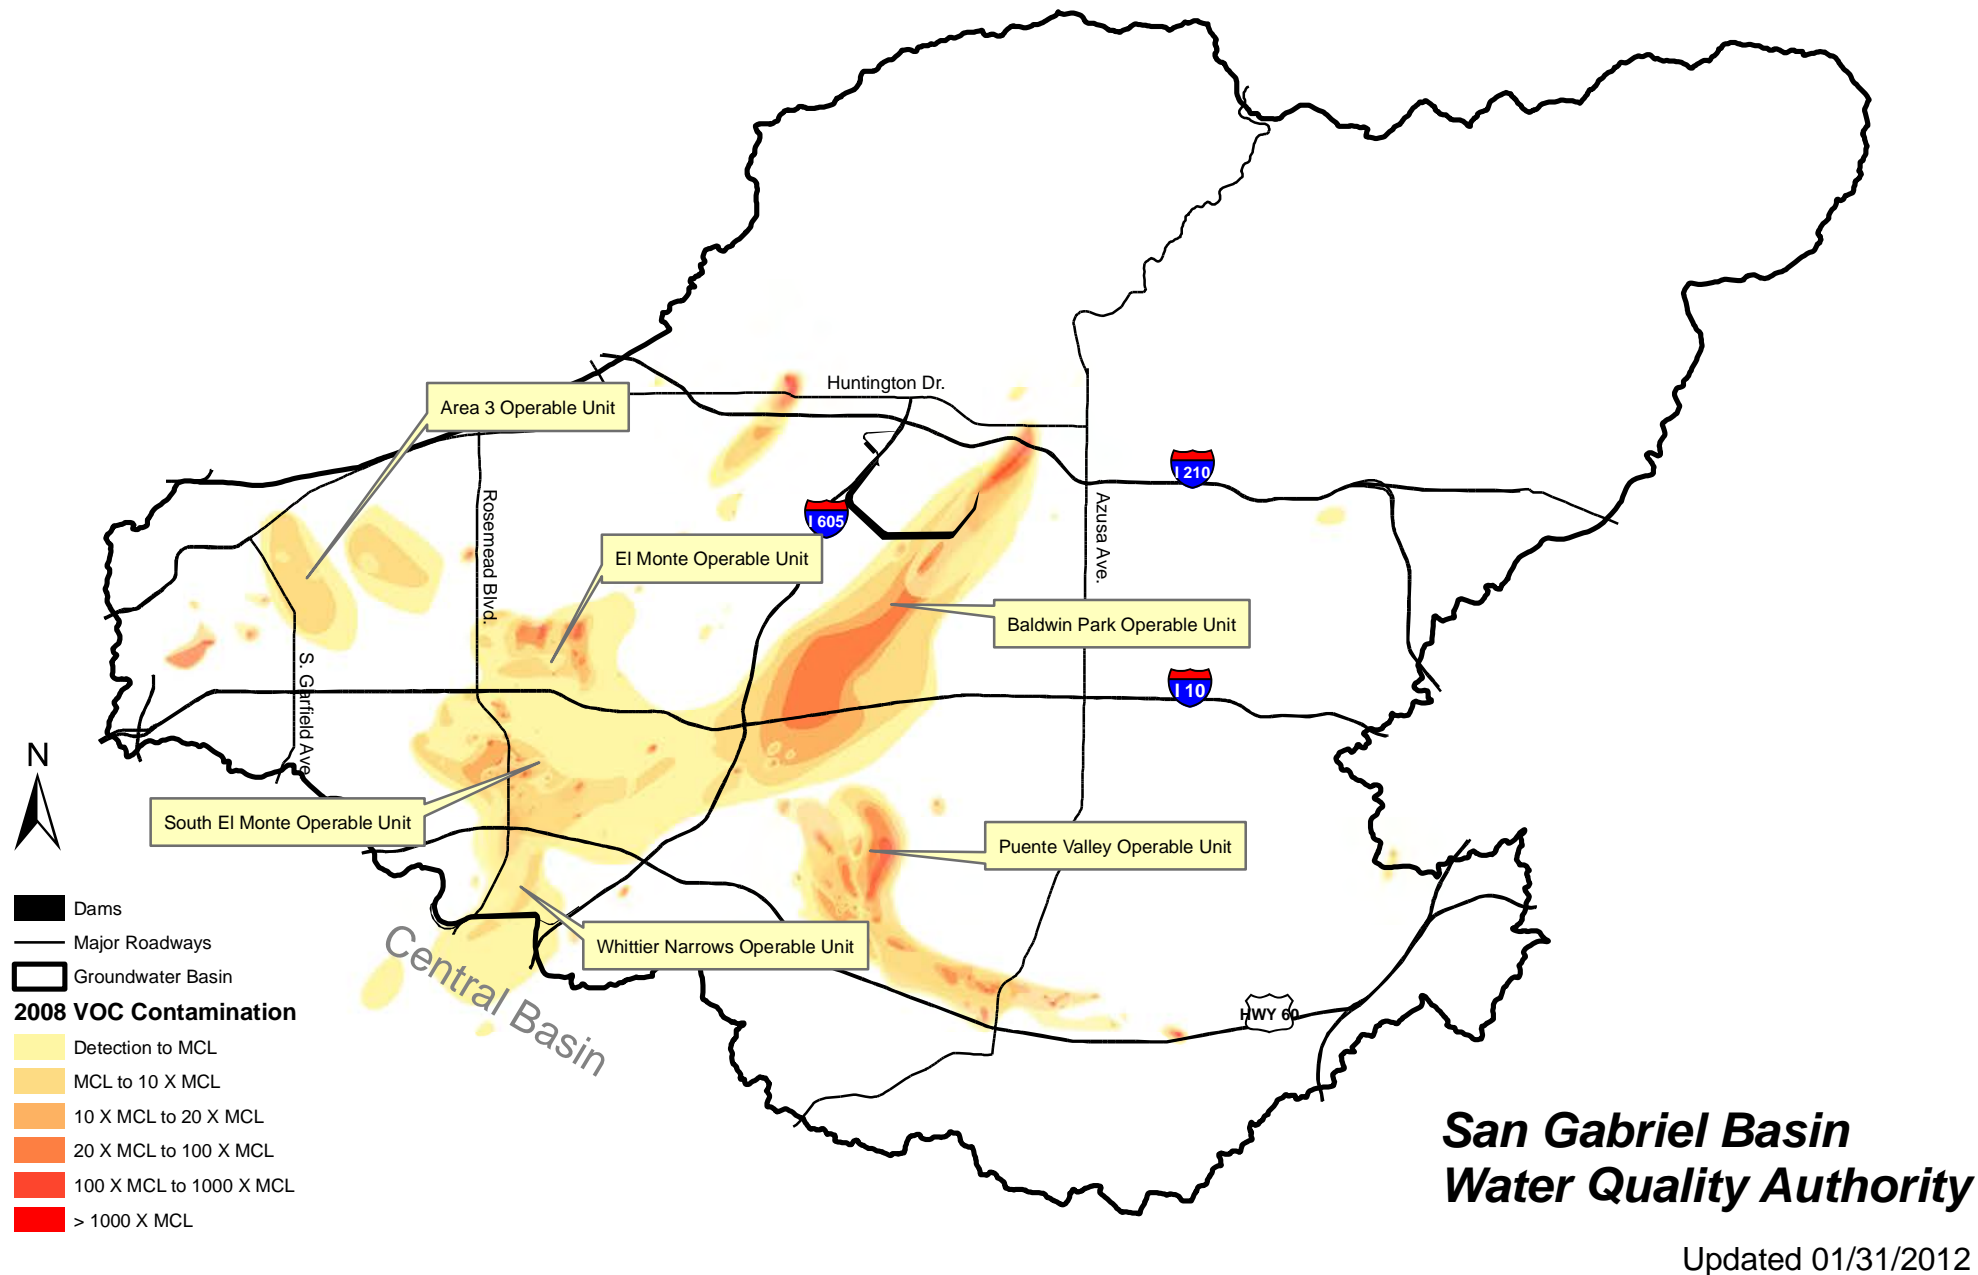 Huntington Dr.
Area 3 Operable Unit
I 210
Rosemead Blvd.
Azusa Ave.
I 605
El Monte Operable Unit
Baldwin Park Operable Unit
S. Garfield Ave
I 10
N
South El Monte Operable Unit
Puente Valley Operable Unit
Whittier Narrows Operable Unit
Central Basin
HWY 60
Dams
Major Roadways
Groundwater Basin
2008 VOC Contamination
Detection to MCL
MCL to 10 X MCL
10 X MCL to 20 X MCL
20 X MCL to 100 X MCL
100 X MCL to 1000 X MCL
> 1000 X MCL
San Gabriel Basin
Water Quality Authority
Updated 01/31/2012